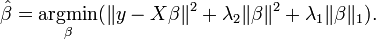 β̂ = argmin_β (‖y − Xβ‖² + λ₂‖β‖² + λ₁‖β‖₁).